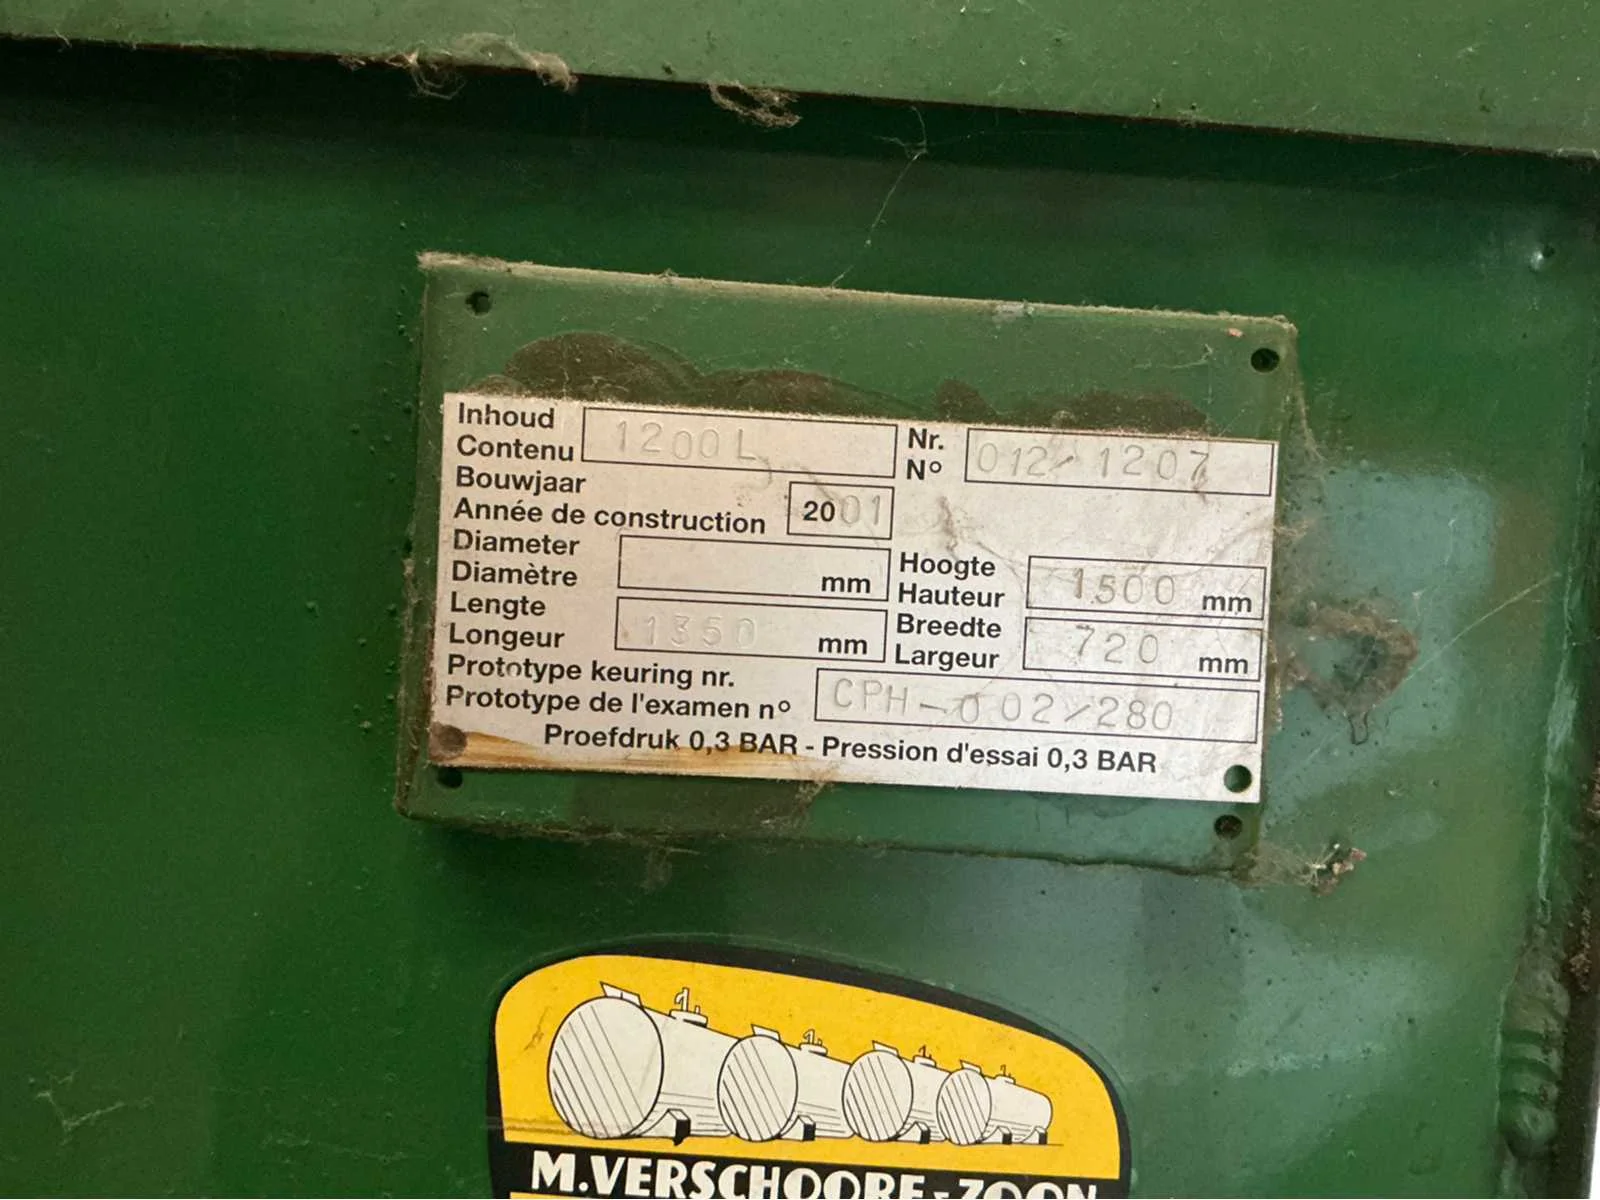 Inhoud
Contenu 1200L
Nr.
N° 012/1207
Bouwjaar
Année de construction 2001
Diameter
Diamètre mm
Hoogte
Hauteur 1500 mm
Lengte
Longeur 1350 mm
Breedte
Largeur 720 mm
Prototype keuring nr.
Prototype de l'examen n° CPH-002/280
Proefdruk 0,3 BAR - Pression d'essai 0,3 BAR
M.VERSCHOORE-ZOON